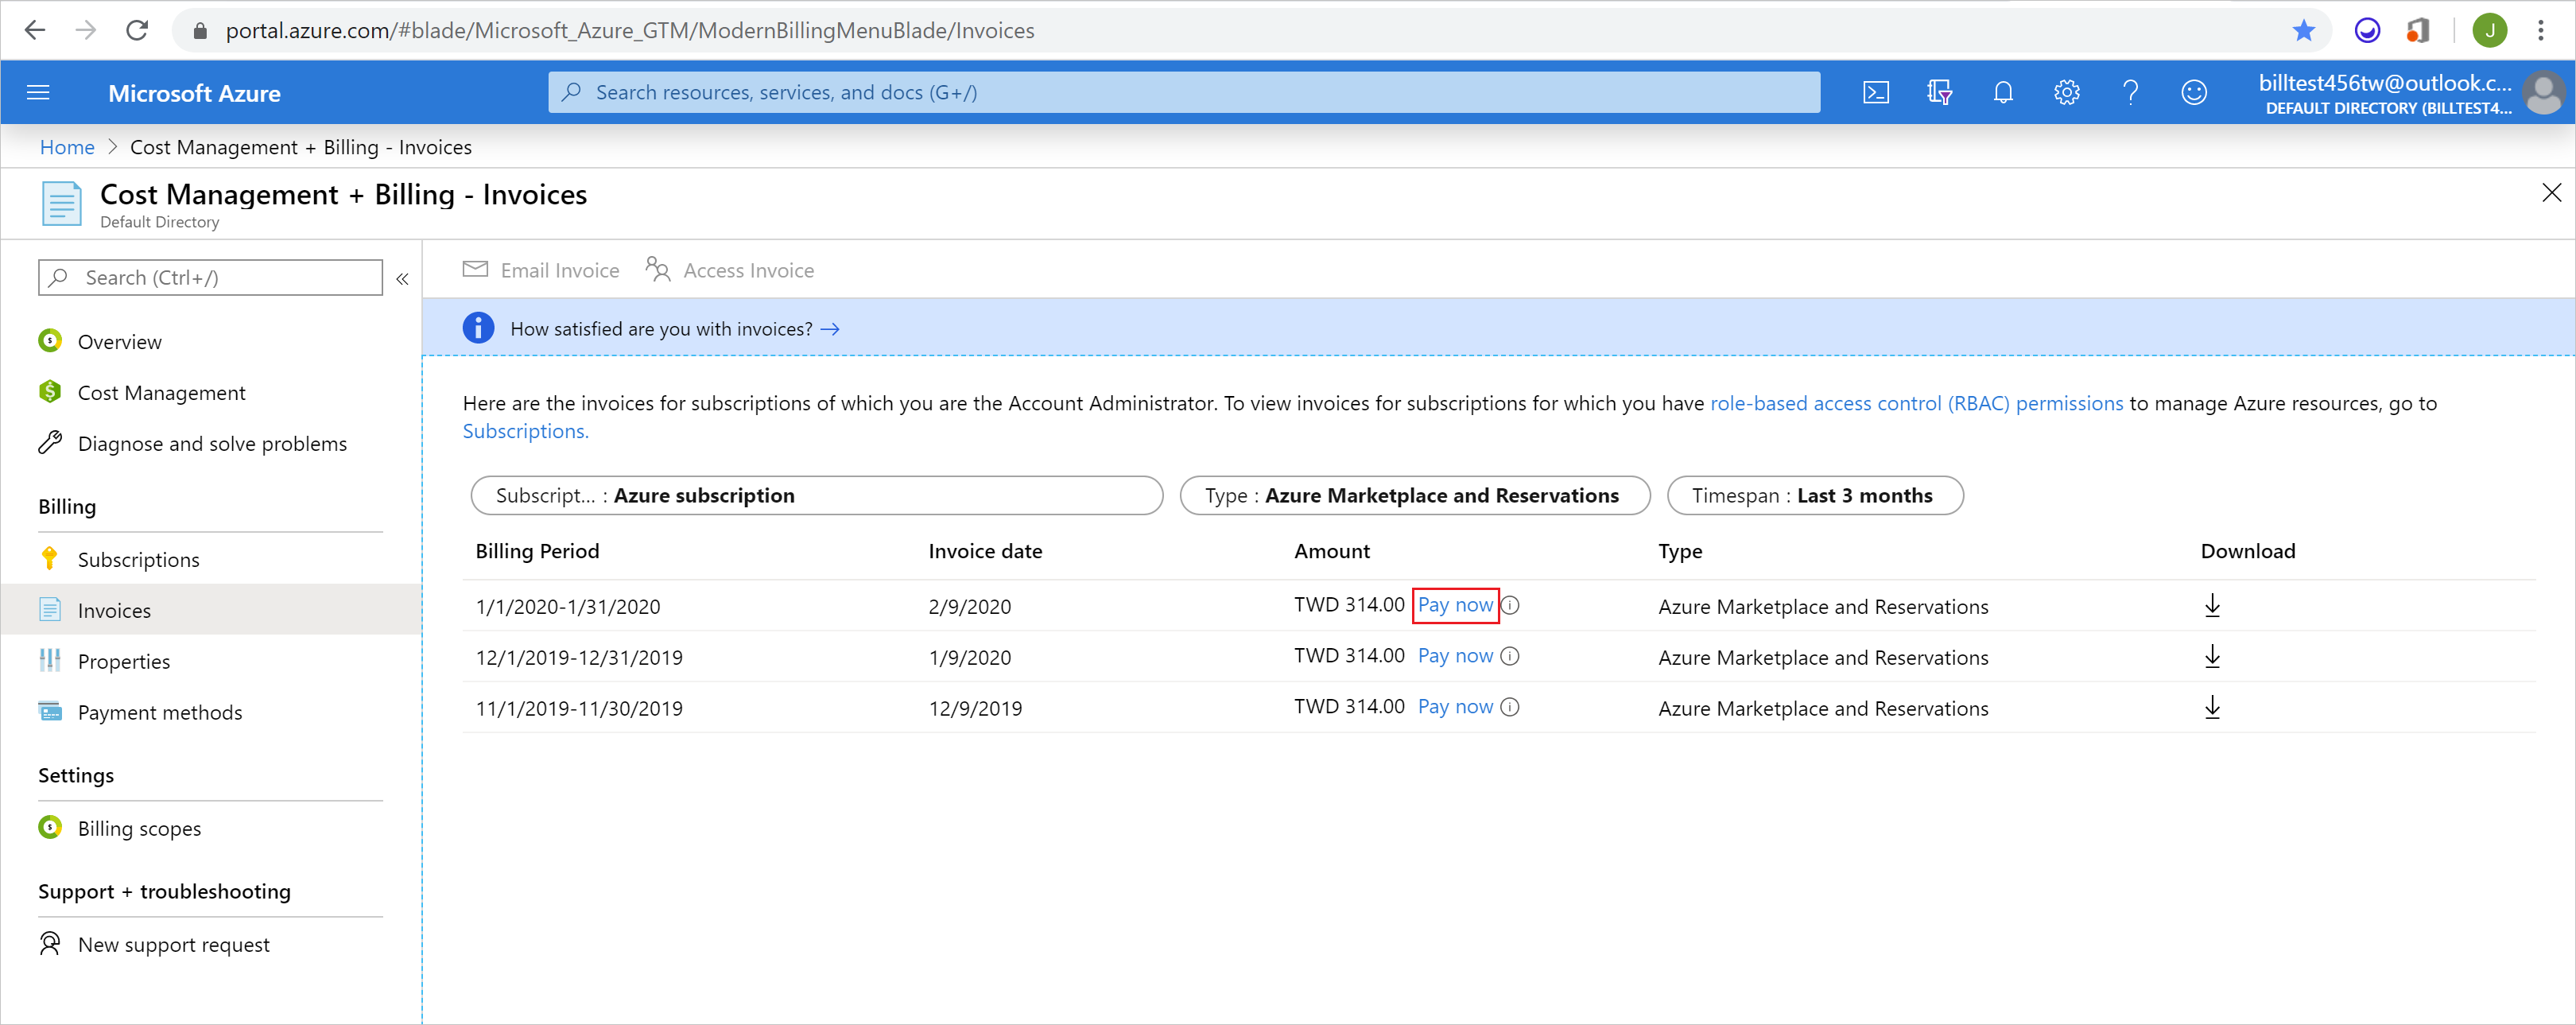 portal.azure.com/#blade/Microsoft_Azure_GTM/ModernBillingMenuBlade/Invoices
J
Microsoft Azure
Search resources, services, and docs (G+/)
billtest456tw@outlook.c...
DEFAULT DIRECTORY (BILLTEST4...
Home > Cost Management + Billing - Invoices
Cost Management + Billing - Invoices
Default Directory
Search (Ctrl+/)
«
Overview
Cost Management
Diagnose and solve problems
Billing
Subscriptions
Invoices
Properties
Payment methods
Settings
Billing scopes
Support + troubleshooting
New support request
Email Invoice Access Invoice
How satisfied are you with invoices? →
Here are the invoices for subscriptions of which you are the Account Administrator. To view invoices for subscriptions for which you have role-based access control (RBAC) permissions to manage Azure resources, go to
Subscriptions.
Subscript... : Azure subscription Type : Azure Marketplace and Reservations Timespan : Last 3 months
Billing Period Invoice date Amount Type Download
1/1/2020-1/31/2020 2/9/2020 TWD 314.00 Pay now Azure Marketplace and Reservations
12/1/2019-12/31/2019 1/9/2020 TWD 314.00 Pay now Azure Marketplace and Reservations
11/1/2019-11/30/2019 12/9/2019 TWD 314.00 Pay now Azure Marketplace and Reservations